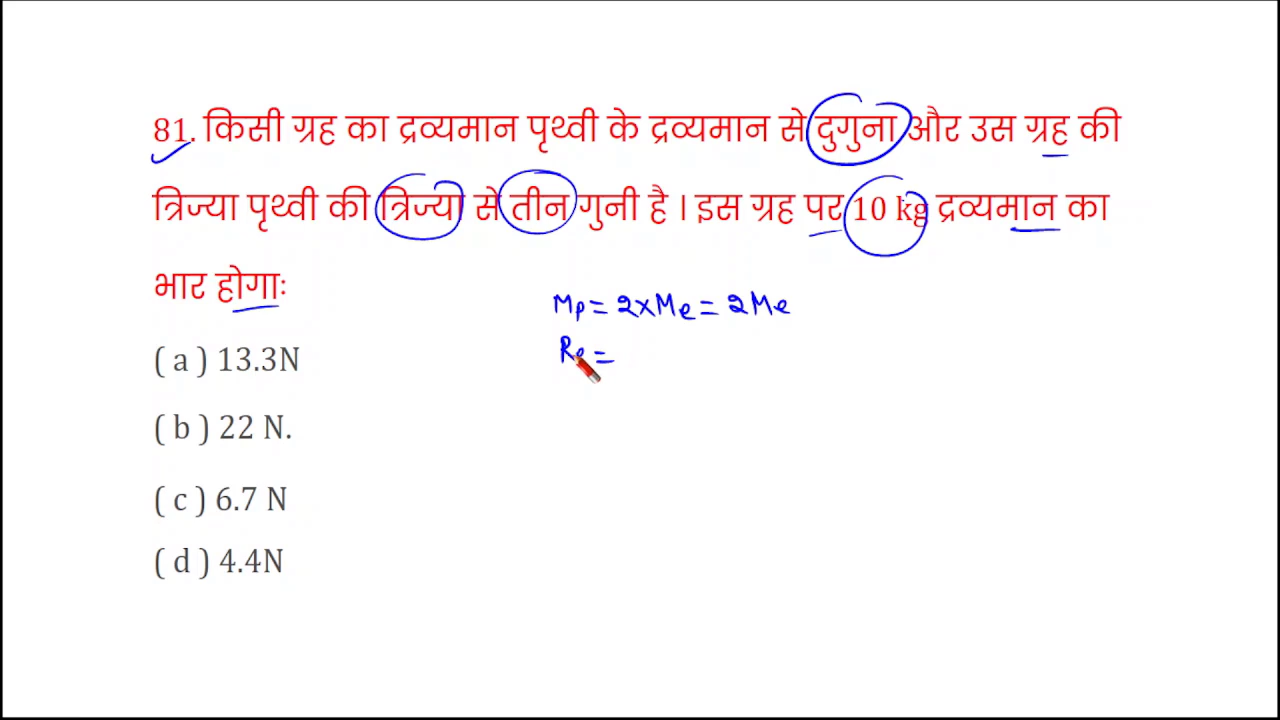 81. किसी ग्रह का द्रव्यमान पृथ्वी के द्रव्यमान से दुगुना और उस ग्रह की
त्रिज्या पृथ्वी की त्रिज्या से तीन गुनी है । इस ग्रह पर 10 kg द्रव्यमान का
भार होगाः
Mp = 2×Me = 2Me
( a ) 13.3N
( b ) 22 N.
( c ) 6.7 N
( d ) 4.4N